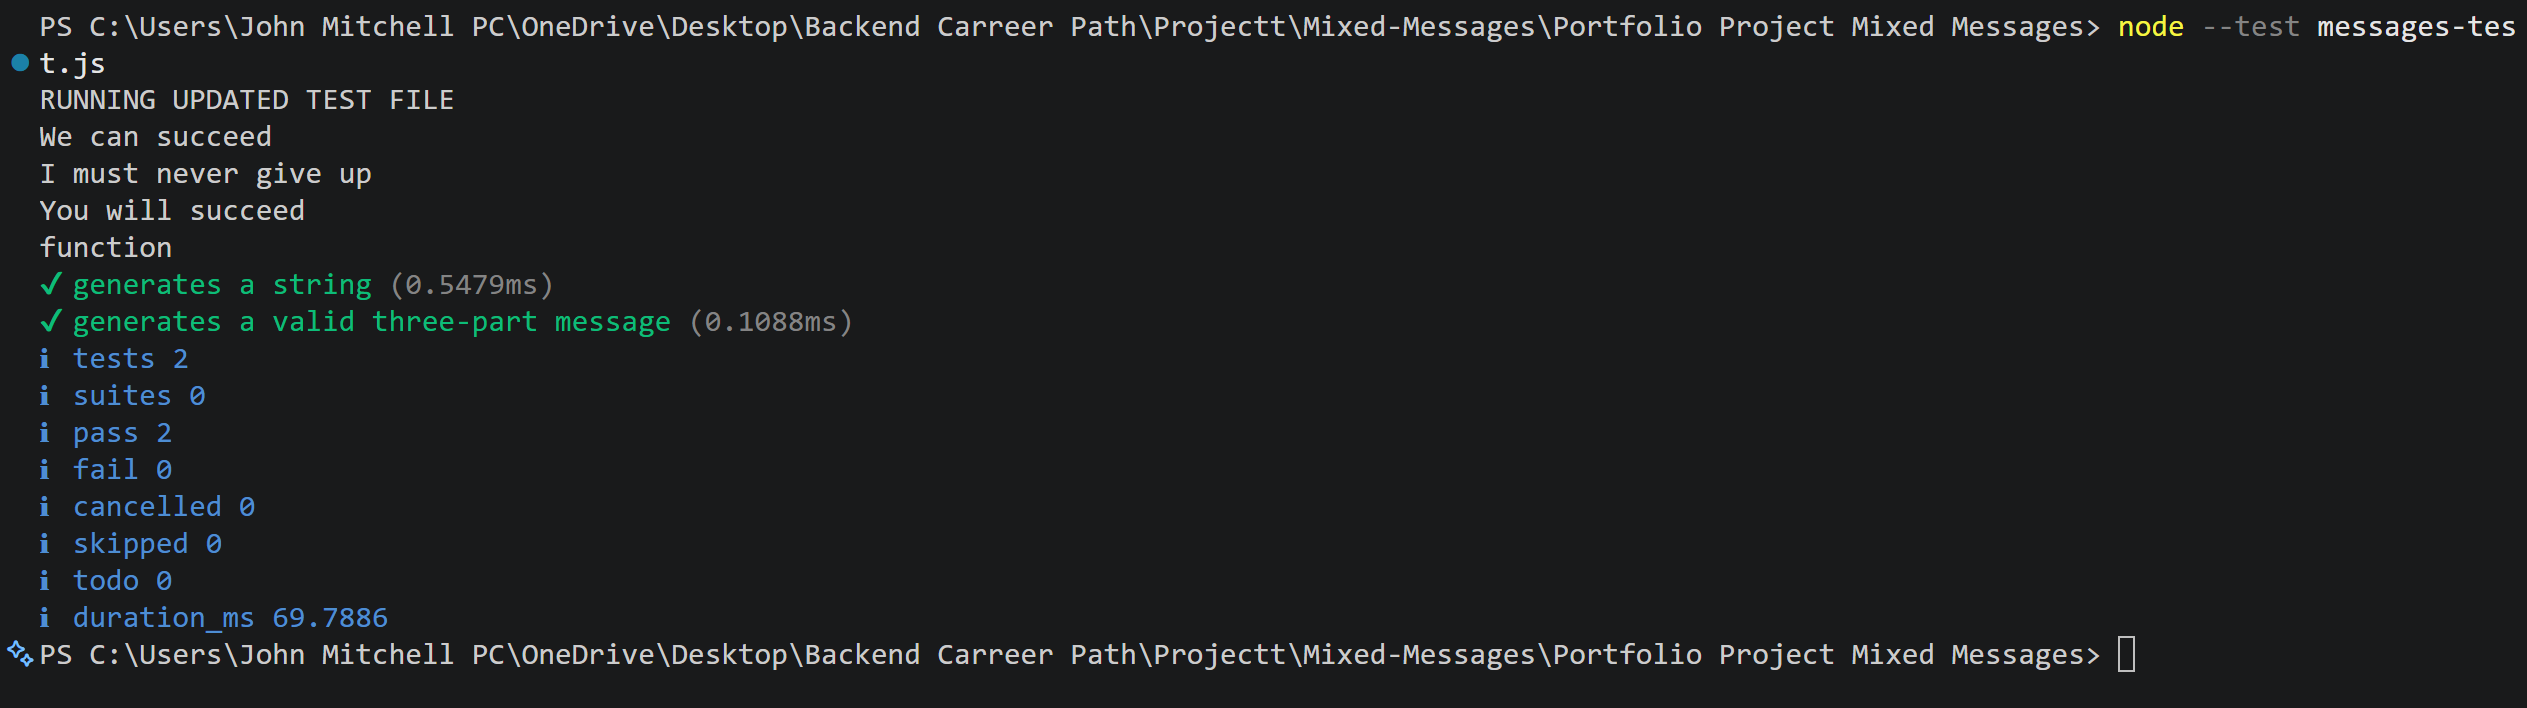 PS C:\Users\John Mitchell PC\OneDrive\Desktop\Backend Carreer Path\Projectt\Mixed-Messages\Portfolio Project Mixed Messages> node --test messages-tes
t.js
RUNNING UPDATED TEST FILE
We can succeed
I must never give up
You will succeed
function
✔ generates a string (0.5479ms)
✔ generates a valid three-part message (0.1088ms)
ℹ tests 2
ℹ suites 0
ℹ pass 2
ℹ fail 0
ℹ cancelled 0
ℹ skipped 0
ℹ todo 0
ℹ duration_ms 69.7886
PS C:\Users\John Mitchell PC\OneDrive\Desktop\Backend Carreer Path\Projectt\Mixed-Messages\Portfolio Project Mixed Messages>